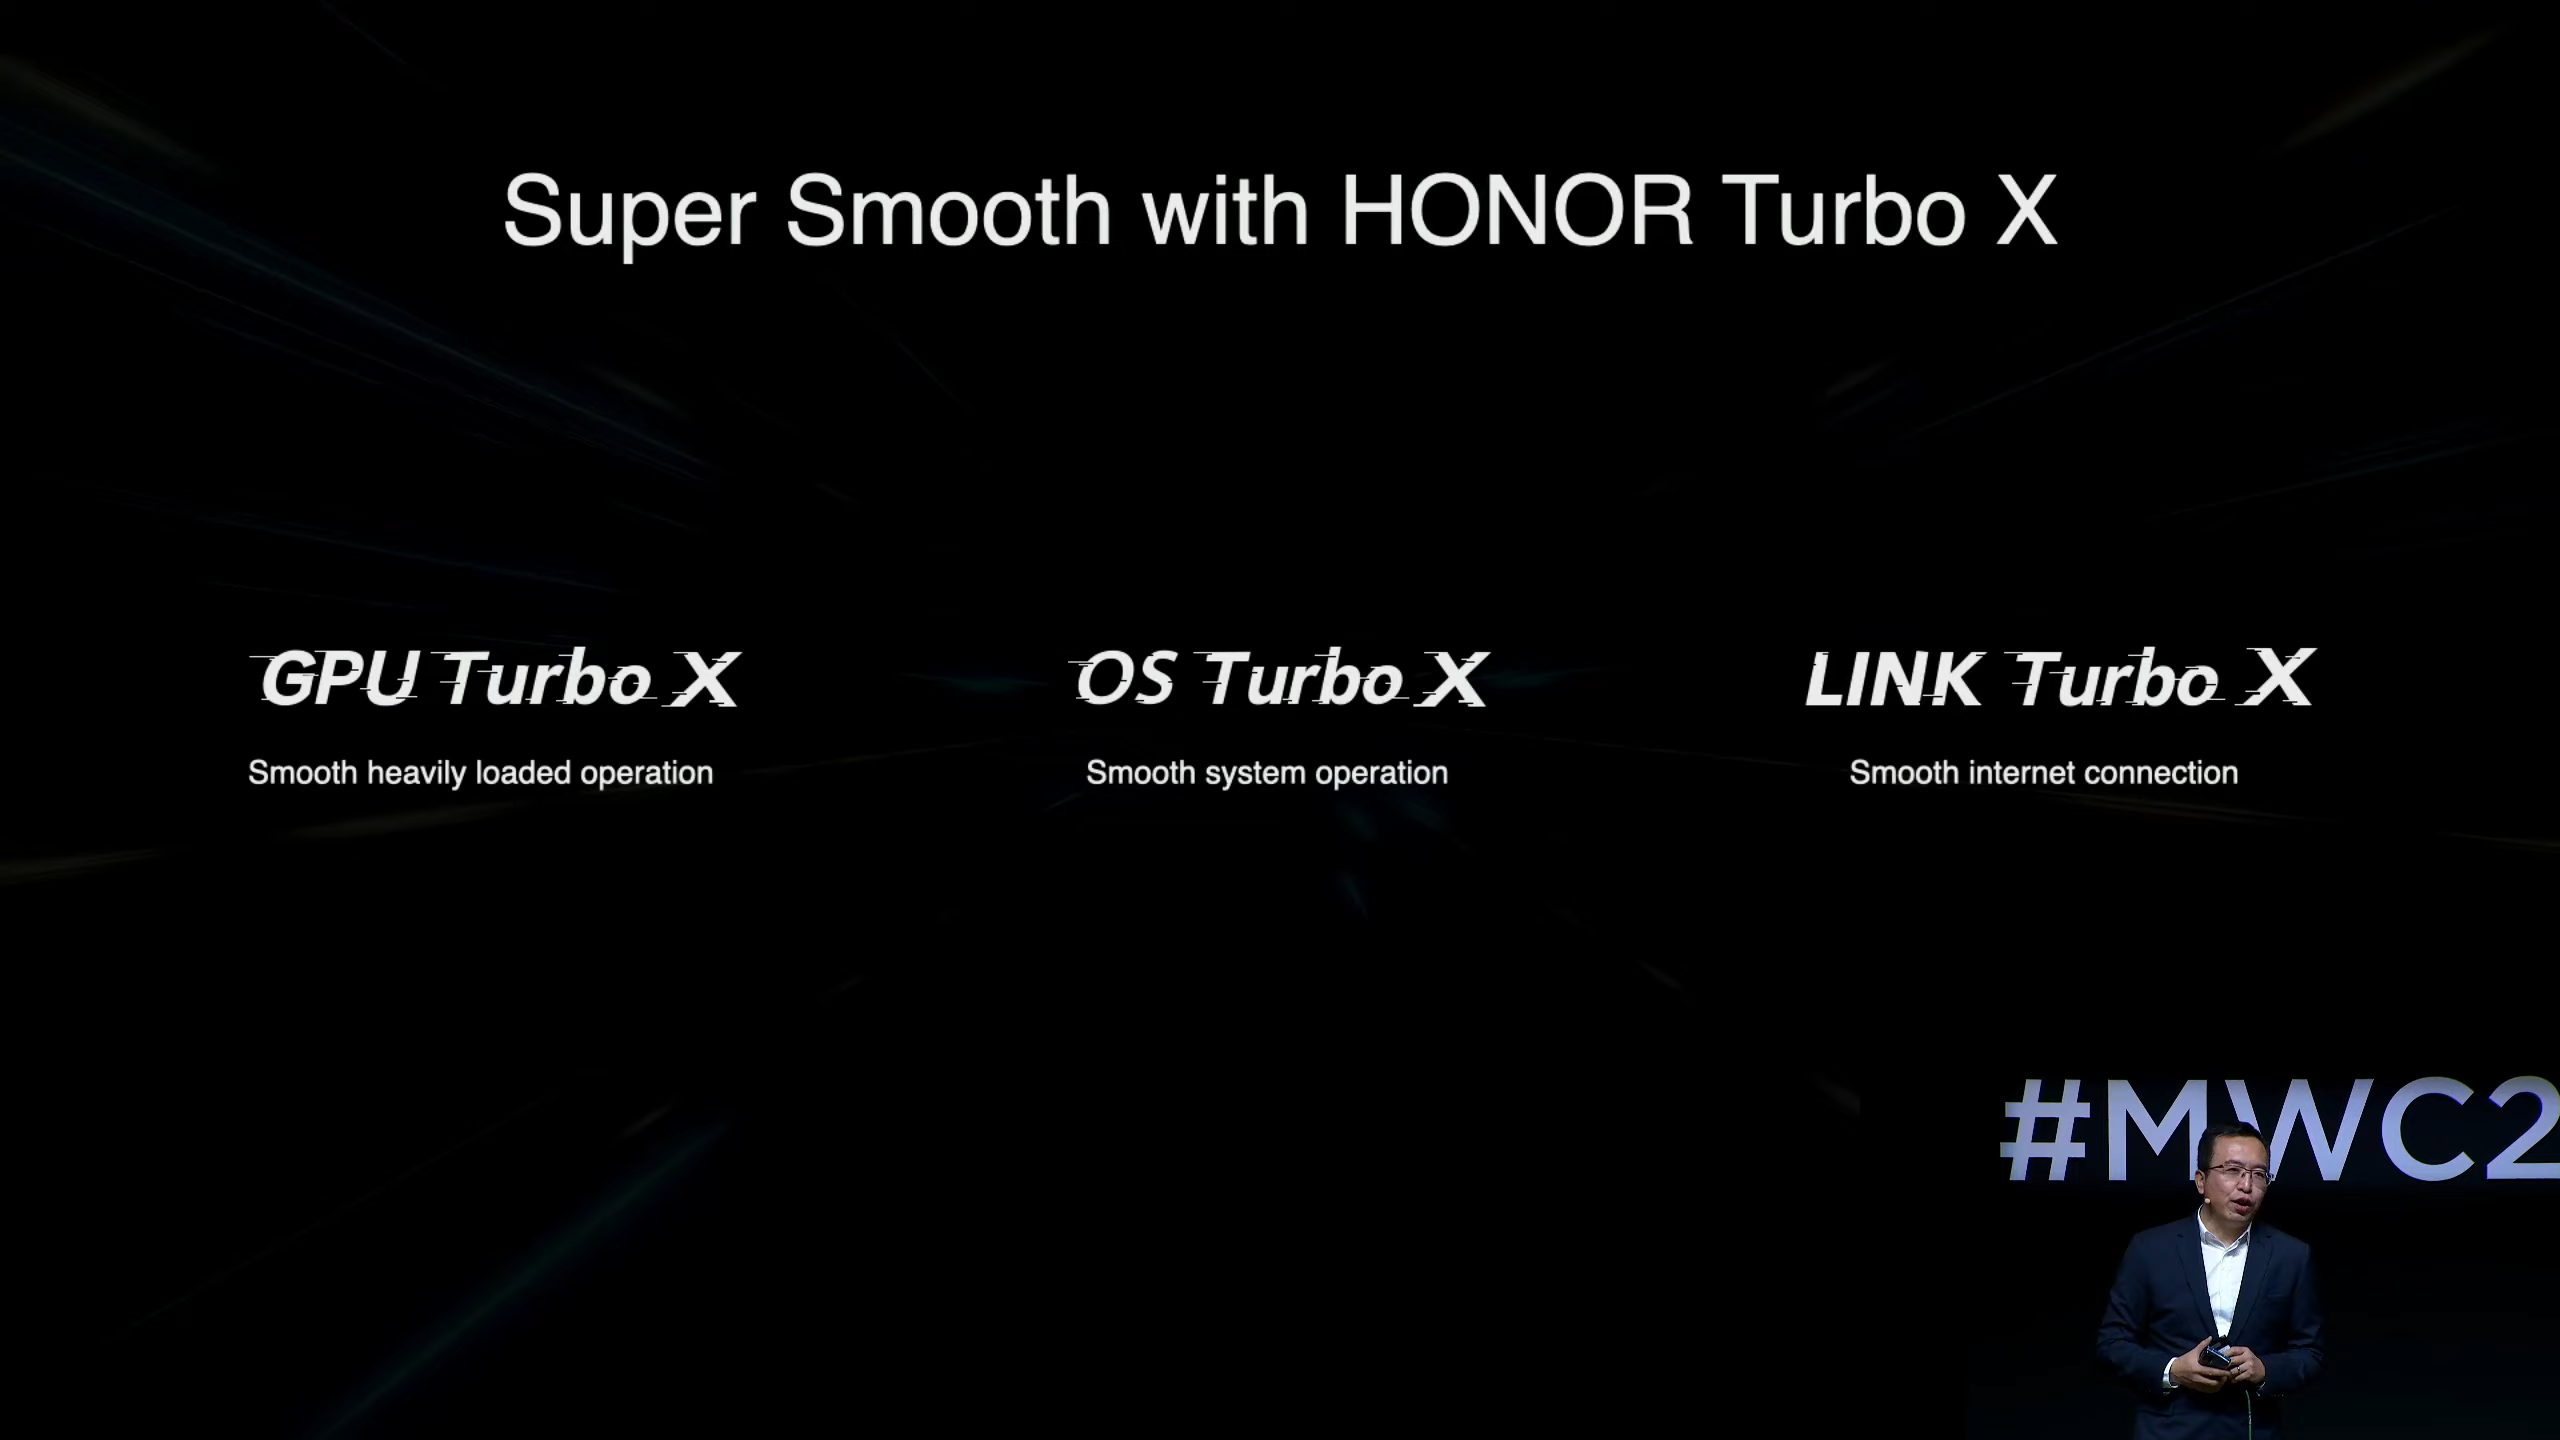 Super Smooth with HONOR Turbo X
GPU Turbo X
OS Turbo X
LINK Turbo X
Smooth heavily loaded operation
Smooth system operation
Smooth internet connection
#MWC2